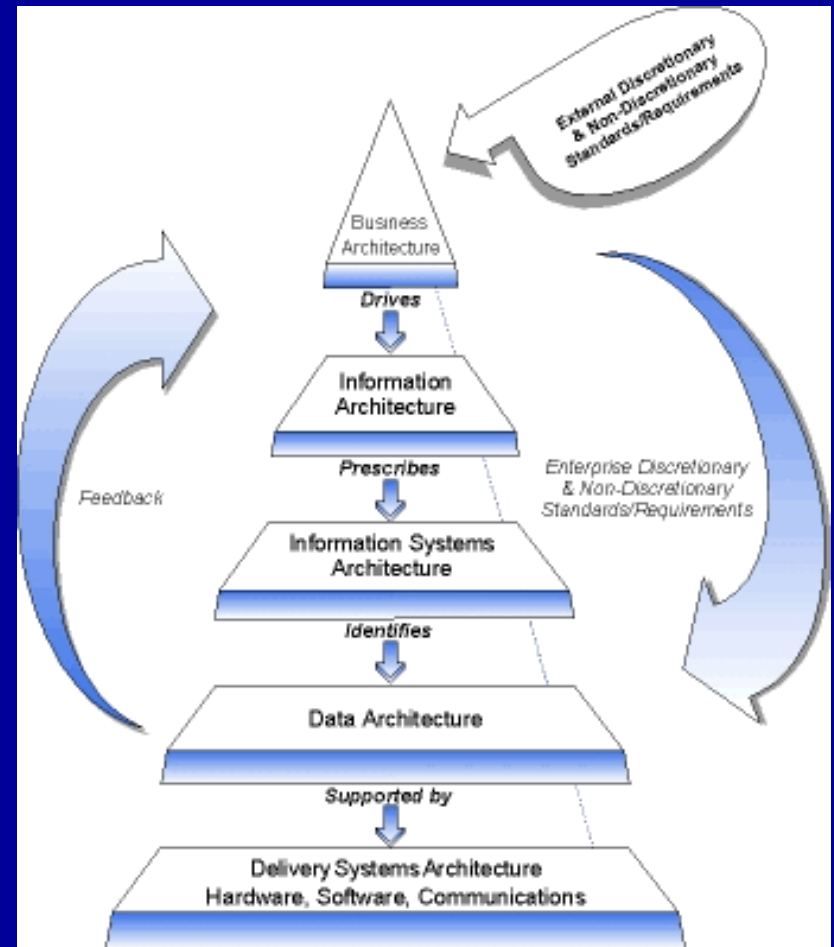 External Discretionary
& Non-Discretionary
Standards/Requirements
Business
Architecture
Drives
Information
Architecture
Prescribes
Feedback
Enterprise Discretionary
& Non-Discretionary
Standards/Requirements
Information Systems
Architecture
Identifies
Data Architecture
Supported by
Delivery Systems Architecture
Hardware, Software, Communications